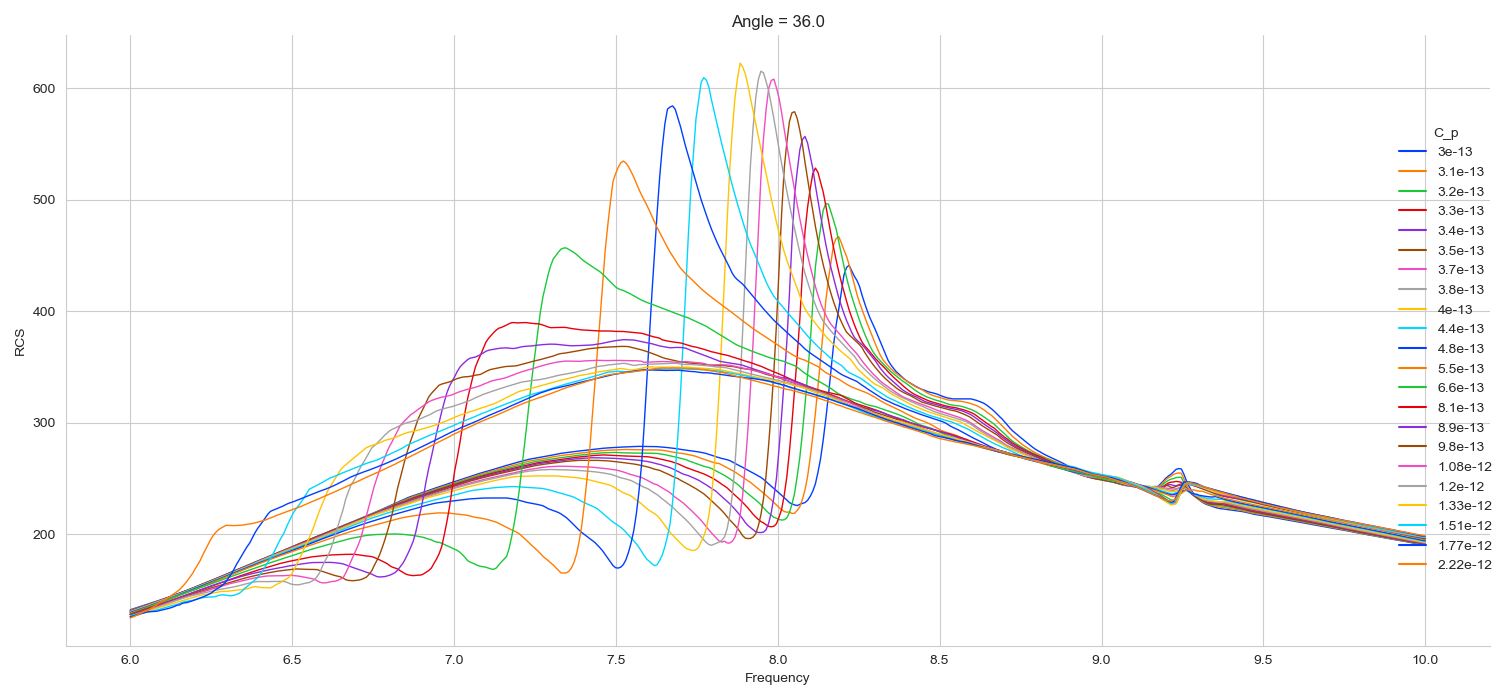 Angle = 36.0
RCS
600
500
400
300
200
6.0 6.5 7.0 7.5 8.0 8.5 9.0 9.5 10.0
Frequency
C_p
3e-13
3.1e-13
3.2e-13
3.3e-13
3.4e-13
3.5e-13
3.7e-13
3.8e-13
4e-13
4.4e-13
4.8e-13
5.5e-13
6.6e-13
8.1e-13
8.9e-13
9.8e-13
1.08e-12
1.2e-12
1.33e-12
1.51e-12
1.77e-12
2.22e-12